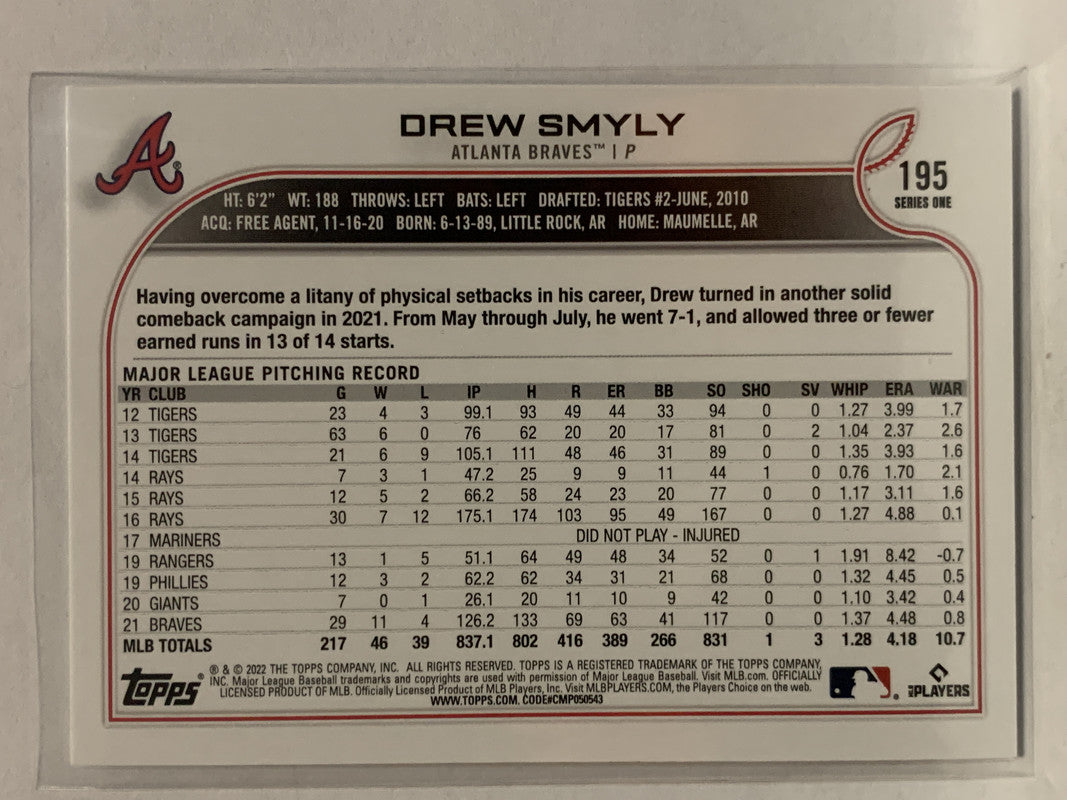 DREW SMYLY
ATLANTA BRAVES™ | P
A®
195
SERIES ONE
HT: 6'2" WT: 188 THROWS: LEFT BATS: LEFT DRAFTED: TIGERS #2-JUNE, 2010
ACQ: FREE AGENT, 11-16-20 BORN: 6-13-89, LITTLE ROCK, AR HOME: MAUMELLE, AR
Having overcome a litany of physical setbacks in his career, Drew turned in another solid
comeback campaign in 2021. From May through July, he went 7-1, and allowed three or fewer
earned runs in 13 of 14 starts.
MAJOR LEAGUE PITCHING RECORD
YR CLUB G W L IP H R ER BB SO SHO SV WHIP ERA WAR
12 TIGERS 23 4 3 99.1 93 49 44 33 94 0 0 1.27 3.99 1.7
13 TIGERS 63 6 0 76 62 20 20 17 81 0 2 1.04 2.37 2.6
14 TIGERS 21 6 9 105.1 111 48 46 31 89 0 0 1.35 3.93 1.6
14 RAYS 7 3 1 47.2 25 9 9 11 44 1 0 0.76 1.70 2.1
15 RAYS 12 5 2 66.2 58 24 23 20 77 0 0 1.17 3.11 1.6
16 RAYS 30 7 12 175.1 174 103 95 49 167 0 0 1.27 4.88 0.1
17 MARINERS DID NOT PLAY - INJURED
19 RANGERS 13 1 5 51.1 64 49 48 34 52 0 1 1.91 8.42 -0.7
19 PHILLIES 12 3 2 62.2 62 34 31 21 68 0 0 1.32 4.45 0.5
20 GIANTS 7 0 1 26.1 20 11 10 9 42 0 0 1.10 3.42 0.4
21 BRAVES 29 11 4 126.2 133 69 63 41 117 0 0 1.37 4.48 0.8
MLB TOTALS 217 46 39 837.1 802 416 389 266 831 1 3 1.28 4.18 10.7
topps®
® & © 2022 THE TOPPS COMPANY, INC. ALL RIGHTS RESERVED. TOPPS IS A REGISTERED TRADEMARK OF THE TOPPS COMPANY,
INC. Major League Baseball trademarks and copyrights are used with permission of Major League Baseball. Visit MLB.com. OFFICIALLY
LICENSED PRODUCT OF MLB. Officially Licensed Product of MLB Players, Inc. Visit MLBPLAYERS.COM, the Players Choice on the web.
WWW.TOPPS.COM. CODE#CMP050543
MLB PLAYERS